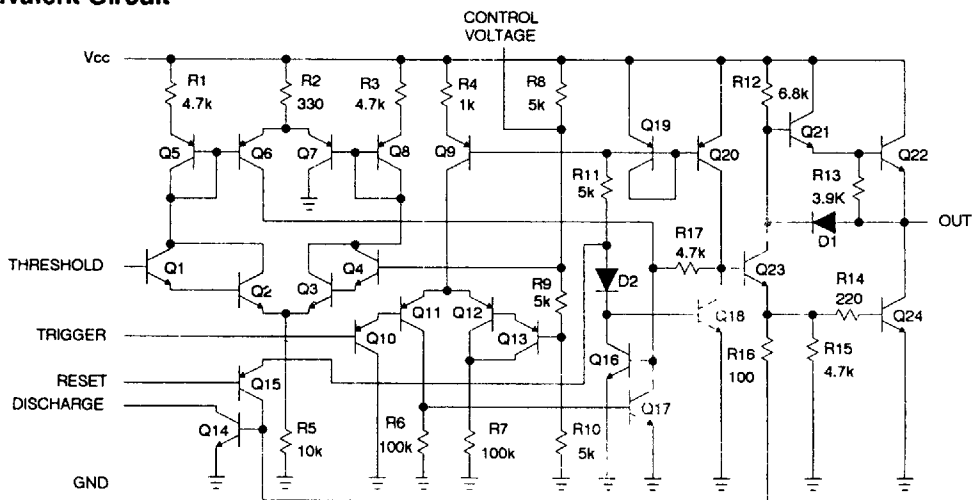 CONTROL
VOLTAGE
Vcc
R1
4.7k
R2
330
R3
4.7k
R4
1k
R8
5k
R12
6.8k
Q5
Q6
Q7
Q8
Q9
Q19
Q20
Q21
Q22
R11
5k
R13
3.9K
OUT
D1
THRESHOLD
Q1
Q2
Q3
Q4
R17
4.7k
Q23
D2
R9
5k
R14
220
TRIGGER
Q10
Q11
Q12
Q13
Q18
Q24
Q16
R16
100
R15
4.7k
RESET
Q15
DISCHARGE
Q14
Q17
R5
10k
R6
100k
R7
100k
R10
5k
GND